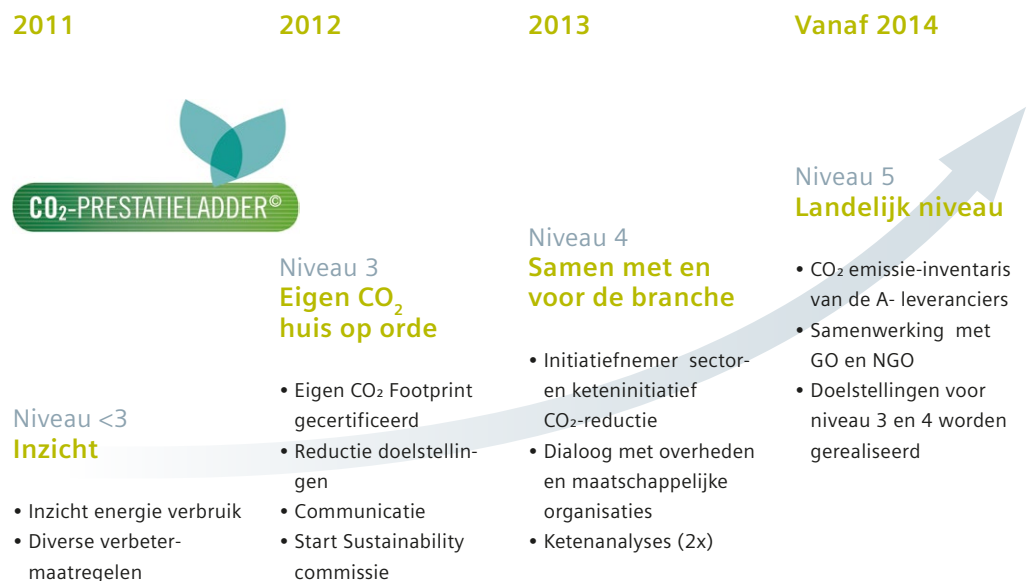 2011
CO₂-PRESTATIELADDER©
Niveau <3
Inzicht
• Inzicht energie verbruik
• Diverse verbeter-
maatregelen
2012
Niveau 3
Eigen CO₂
huis op orde
• Eigen CO₂ Footprint
gecertificeerd
• Reductie doelstellin-
gen
• Communicatie
• Start Sustainability
commissie
2013
Niveau 4
Samen met en
voor de branche
• Initiatiefnemer sector-
en keteninitiatief
CO₂-reductie
• Dialoog met overheden
en maatschappelijke
organisaties
• Ketenanalyses (2x)
Vanaf 2014
Niveau 5
Landelijk niveau
• CO₂ emissie-inventaris
van de A- leveranciers
• Samenwerking met
GO en NGO
• Doelstellingen voor
niveau 3 en 4 worden
gerealiseerd